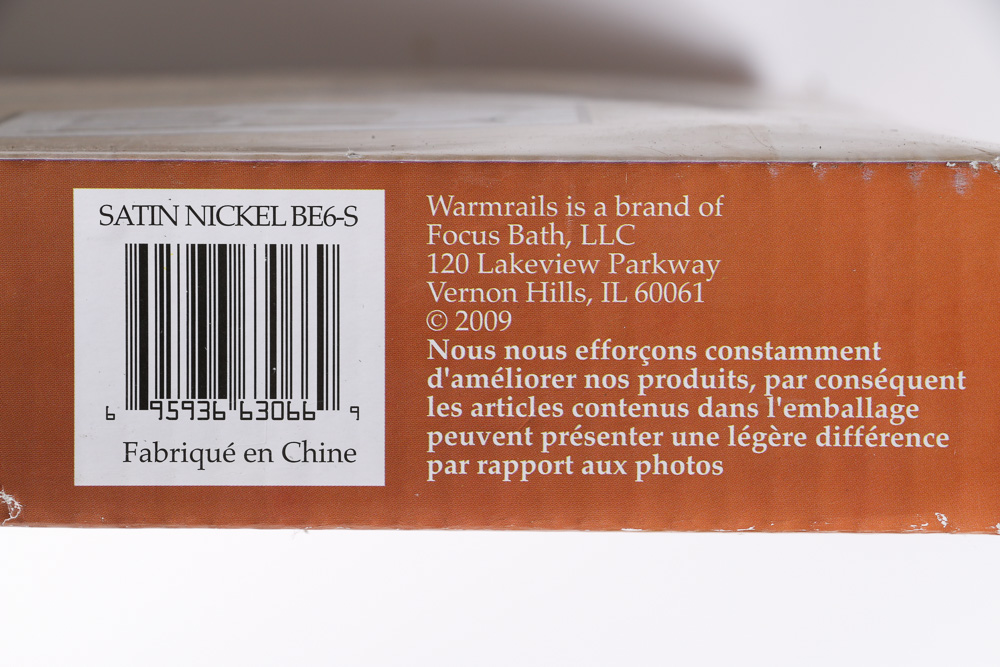 SATIN NICKEL BE6-S
6 95936 63066 9
Fabriqué en Chine
Warmrails is a brand of
Focus Bath, LLC
120 Lakeview Parkway
Vernon Hills, IL 60061
© 2009
Nous nous efforçons constamment
d'améliorer nos produits, par conséquent
les articles contenus dans l'emballage
peuvent présenter une légère différence
par rapport aux photos